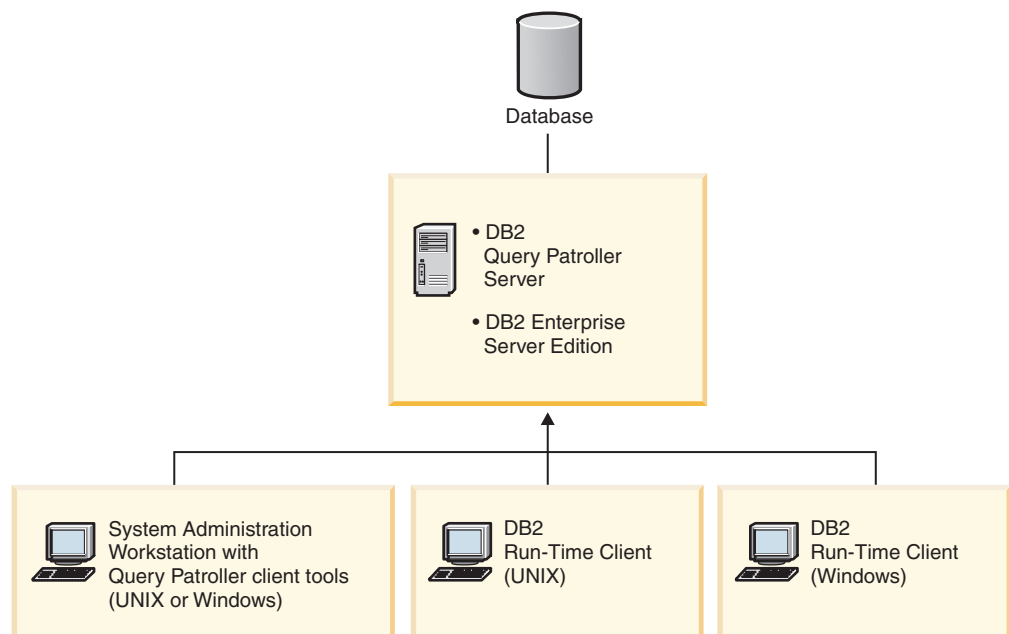 Database
• DB2
Query Patroller
Server
• DB2 Enterprise
Server Edition
System Administration
Workstation with
Query Patroller client tools
(UNIX or Windows)
DB2
Run-Time Client
(UNIX)
DB2
Run-Time Client
(Windows)